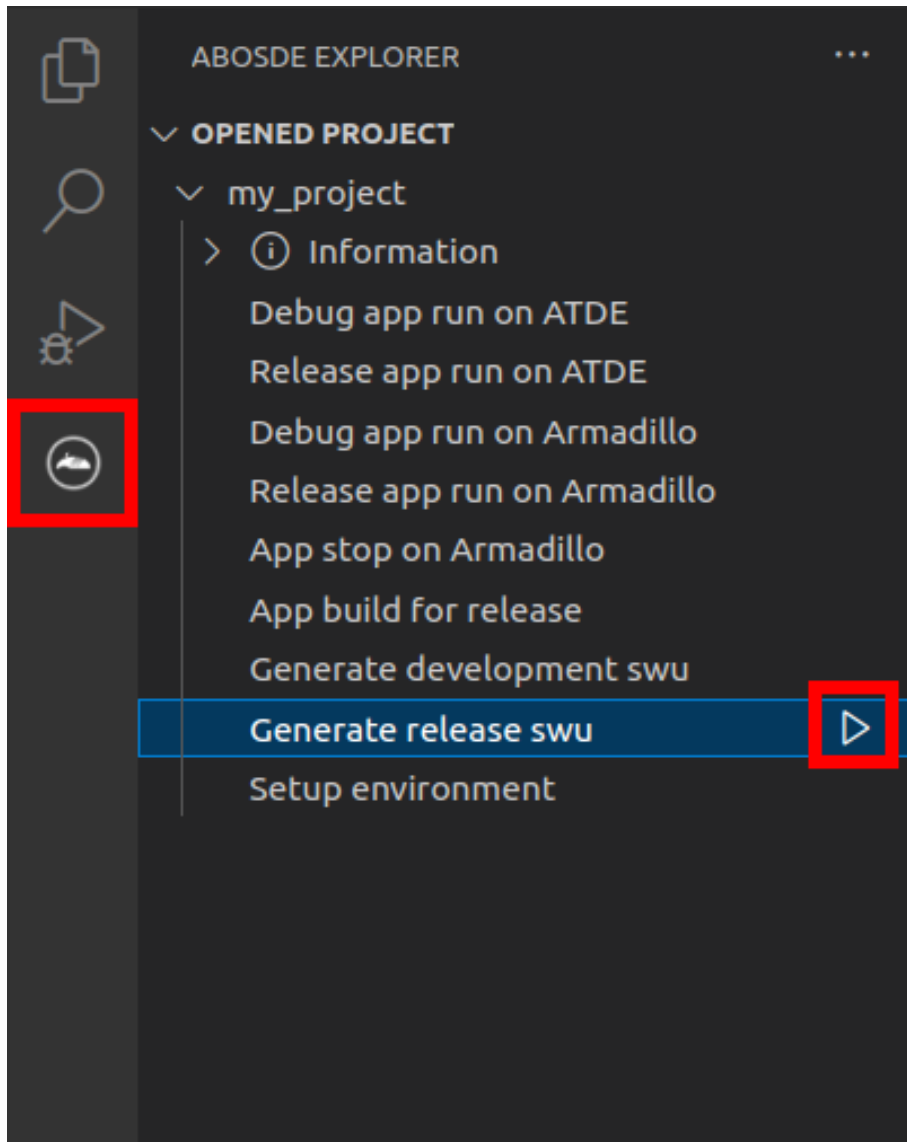 ABOSDE EXPLORER
OPENED PROJECT
my_project
Information
Debug app run on ATDE
Release app run on ATDE
Debug app run on Armadillo
Release app run on Armadillo
App stop on Armadillo
App build for release
Generate development swu
Generate release swu
Setup environment